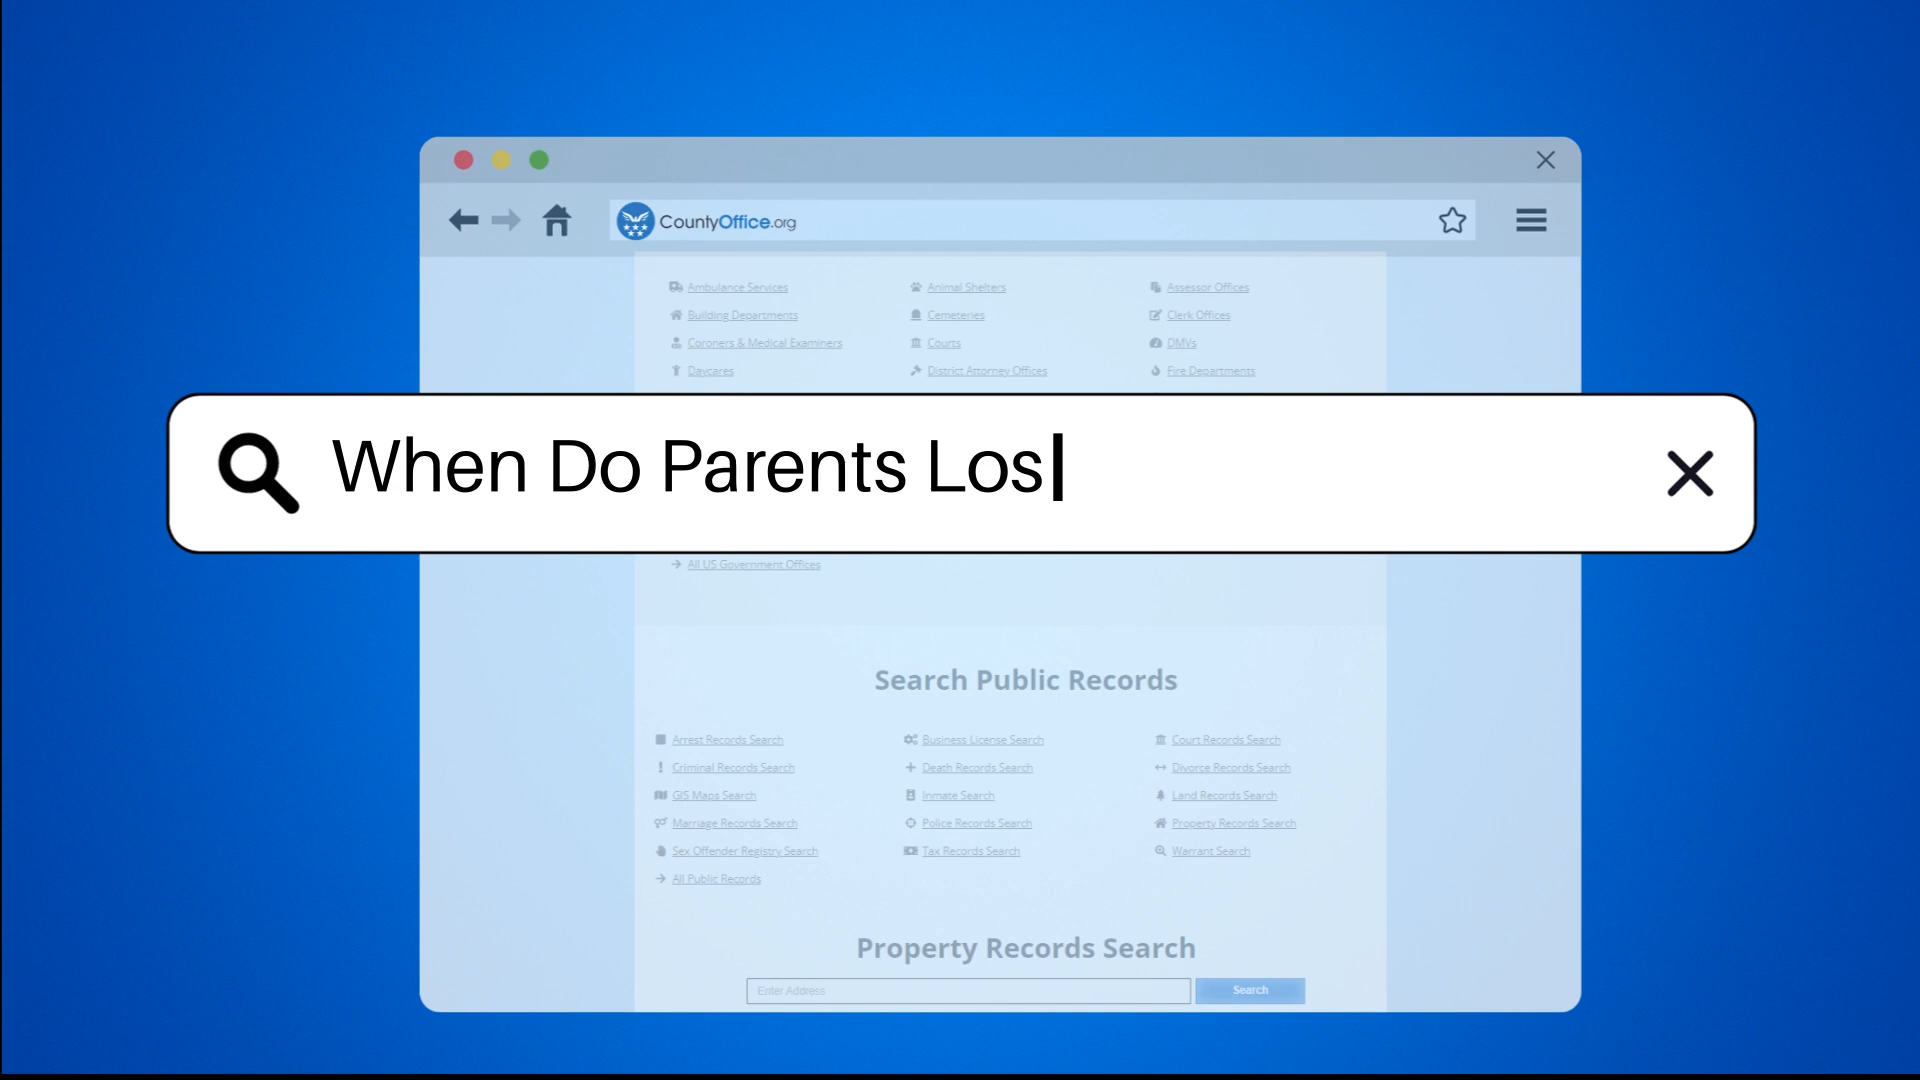 CountyOffice.org
Ambulance Services Animal Shelters Assessor Offices
Building Departments Cemeteries Clerk Offices
Coroners & Medical Examiners Courts DMVs
Daycares District Attorney Offices Fire Departments
When Do Parents Los
All US Government Offices
Search Public Records
Arrest Records Search Business License Search Court Records Search
Criminal Records Search Death Records Search Divorce Records Search
GIS Maps Search Inmate Search Land Records Search
Marriage Records Search Police Records Search Property Records Search
Sex Offender Registry Search Tax Records Search Warrant Search
All Public Records
Property Records Search
Enter Address Search